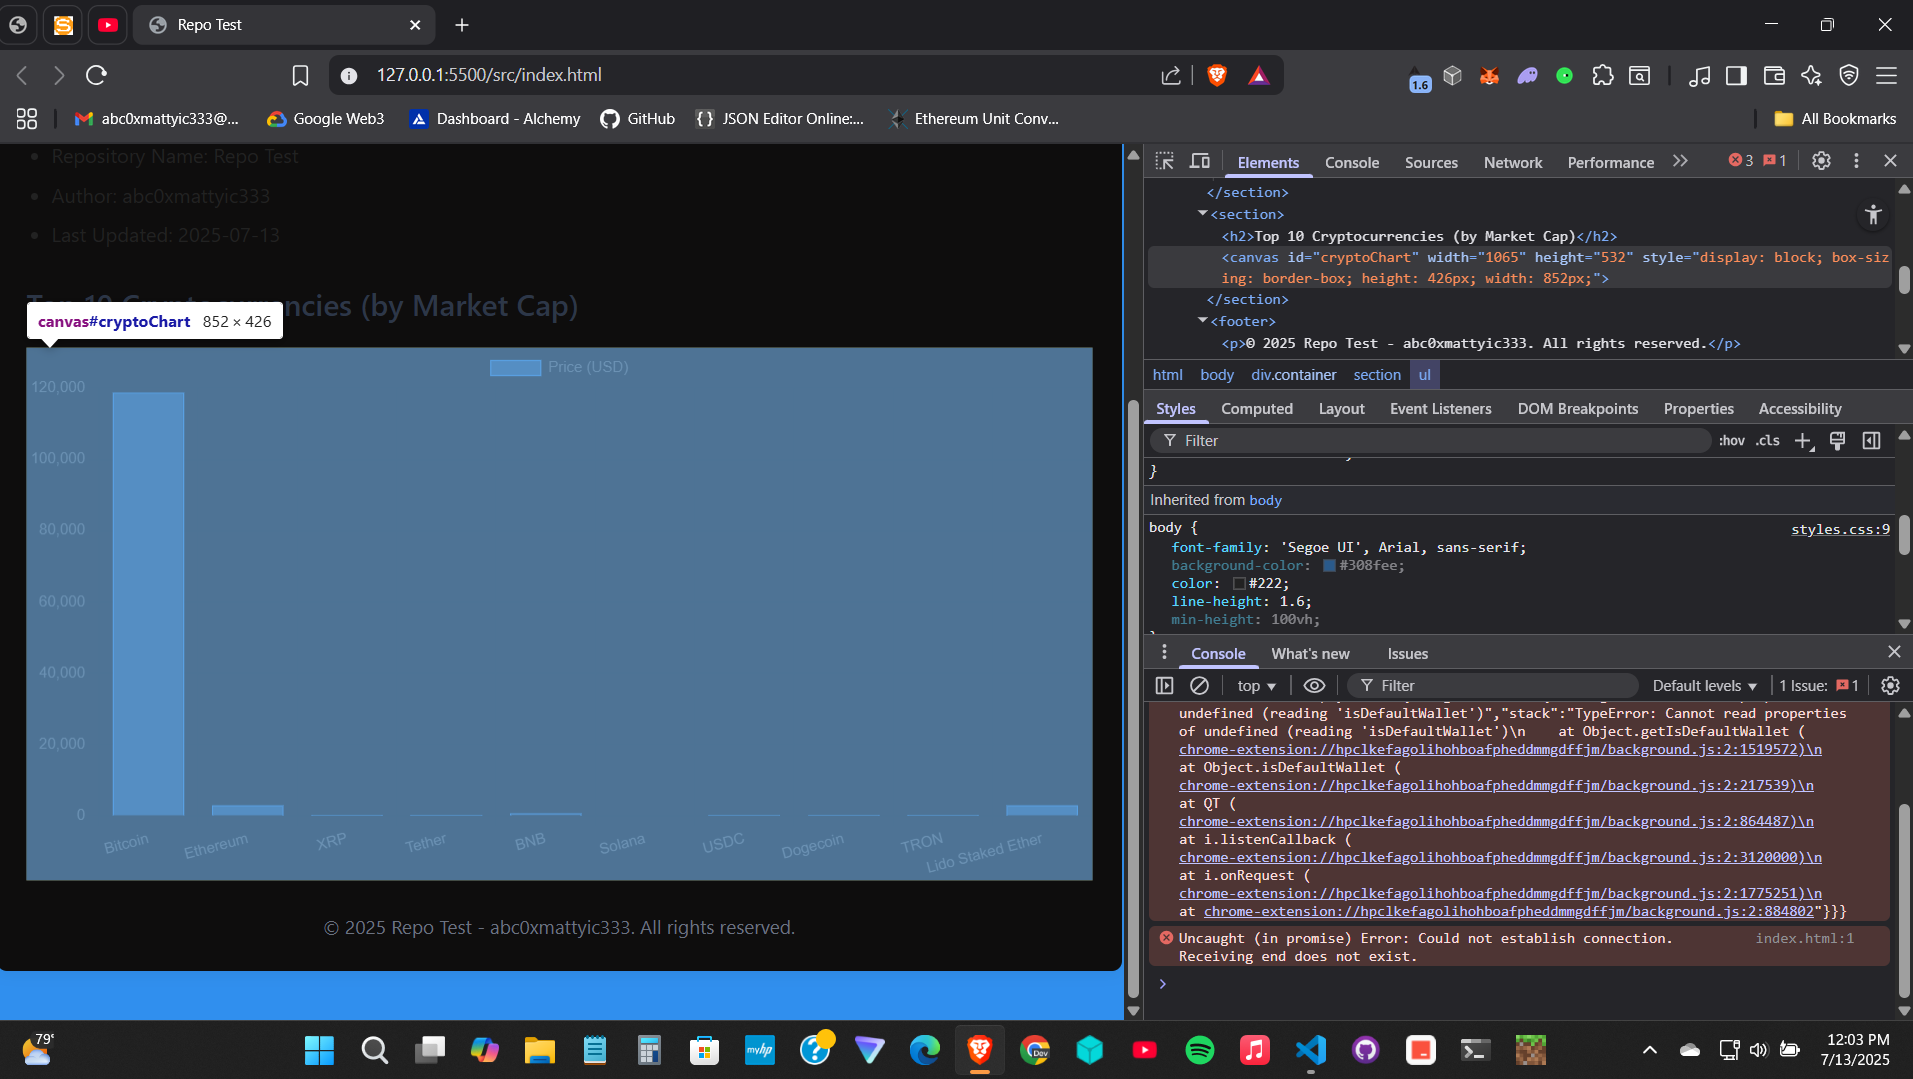 Repo Test
127.0.0.1:5500/src/index.html
1.6
abc0xmattyic333@...
Google Web3
Dashboard - Alchemy
GitHub
JSON Editor Online:...
Ethereum Unit Conv...
All Bookmarks
Repository Name: Repo Test
Author: abc0xmattyic333
Last Updated: 2025-07-13
ncies (by Market Cap)
canvas#cryptoChart 852 × 426
Price (USD)
120,000
100,000
80,000
60,000
40,000
20,000
0
Bitcoin
Ethereum
XRP
Tether
BNB
Solana
USDC
Dogecoin
TRON
Lido Staked Ether
© 2025 Repo Test - abc0xmattyic333. All rights reserved.
Elements Console Sources Network Performance 3 1
</section>
<section>
<h2>Top 10 Cryptocurrencies (by Market Cap)</h2>
<canvas id="cryptoChart" width="1065" height="532" style="display: block; box-siz
ing: border-box; height: 426px; width: 852px;">
</section>
<footer>
<p>© 2025 Repo Test - abc0xmattyic333. All rights reserved.</p>
html body div.container section ul
Styles Computed Layout Event Listeners DOM Breakpoints Properties Accessibility
Filter :hov .cls
}
Inherited from body
body { styles.css:9
font-family: 'Segoe UI', Arial, sans-serif;
background-color: #308fee;
color: #222;
line-height: 1.6;
min-height: 100vh;
Console What's new Issues
top Filter Default levels 1 Issue: 1
undefined (reading 'isDefaultWallet')","stack":"TypeError: Cannot read properties
of undefined (reading 'isDefaultWallet')\n at Object.getIsDefaultWallet (
chrome-extension://hpclkefagolihohboafpheddmmgdffjm/background.js:2:1519572)\n
at Object.isDefaultWallet (
chrome-extension://hpclkefagolihohboafpheddmmgdffjm/background.js:2:217539)\n
at QT (
chrome-extension://hpclkefagolihohboafpheddmmgdffjm/background.js:2:864487)\n
at i.listenCallback (
chrome-extension://hpclkefagolihohboafpheddmmgdffjm/background.js:2:3120000)\n
at i.onRequest (
chrome-extension://hpclkefagolihohboafpheddmmgdffjm/background.js:2:1775251)\n
at chrome-extension://hpclkefagolihohboafpheddmmgdffjm/background.js:2:884802"}}}
Uncaught (in promise) Error: Could not establish connection. index.html:1
Receiving end does not exist.
79°
myhp
Dev
12:03 PM
7/13/2025